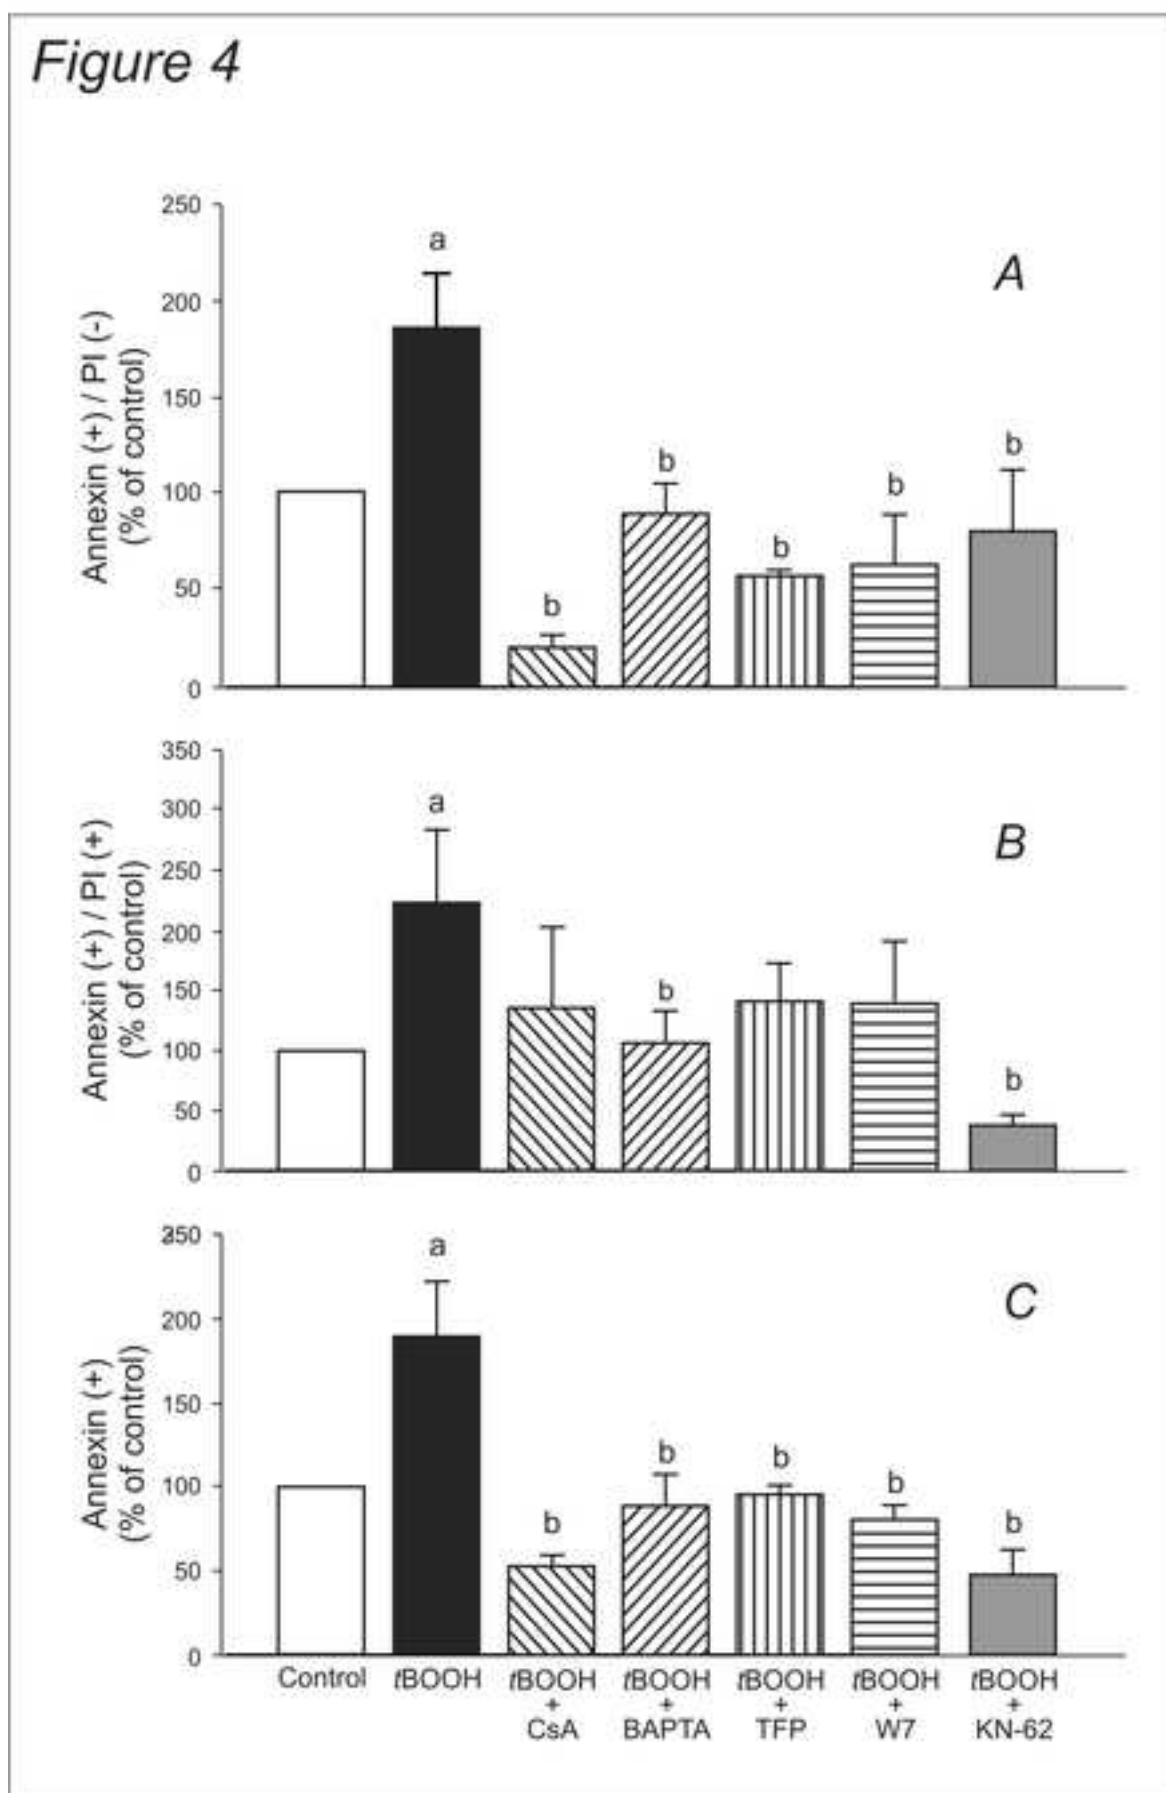 Figure 4
A
Annexin (+) / PI (-)
(% of control)
250
200
150
100
50
0
a
b
b
b
b
b
B
Annexin (+) / PI (+)
(% of control)
350
300
250
200
150
100
50
0
a
b
b
C
Annexin (+)
(% of control)
250
200
150
100
50
0
a
b
b
b
b
b
Control
tBOOH
tBOOH
+
CsA
tBOOH
+
BAPTA
tBOOH
+
TFP
tBOOH
+
W7
tBOOH
+
KN-62